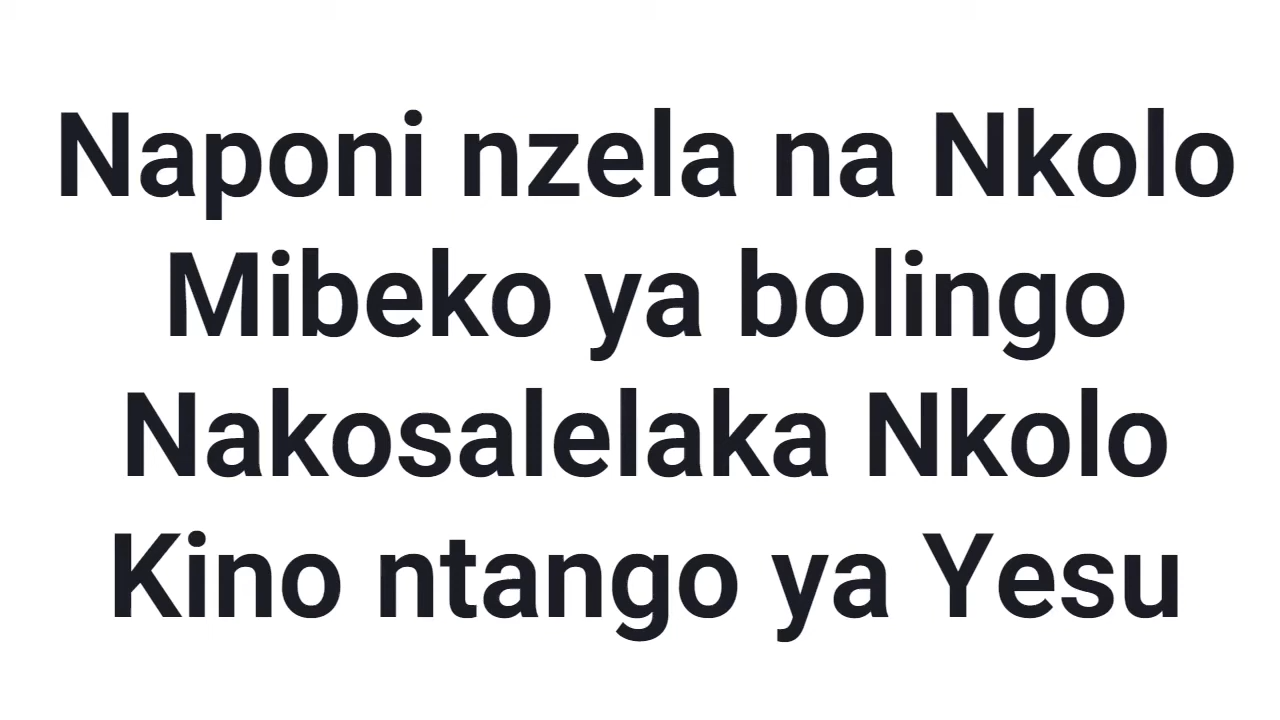 Naponi nzela na Nkolo
Mibeko ya bolingo
Nakosalelaka Nkolo
Kino ntango ya Yesu